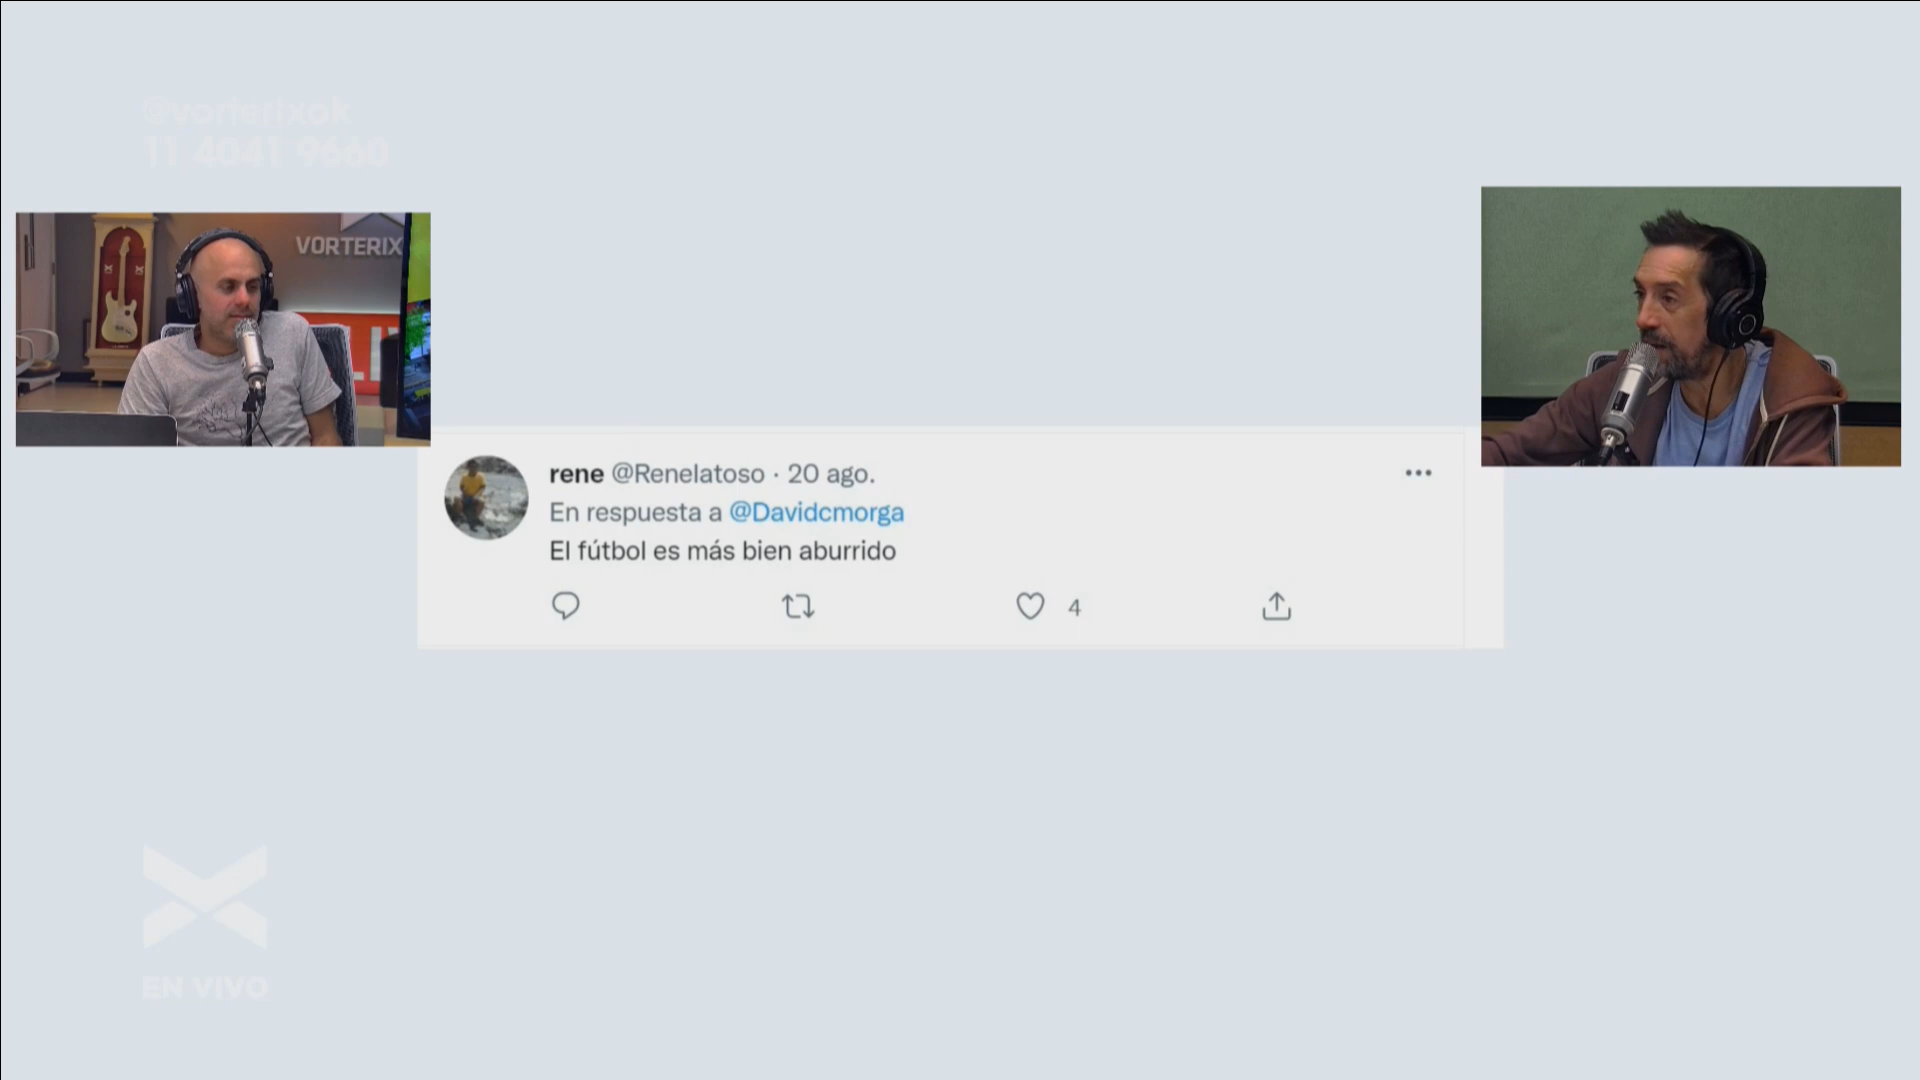 @vorterixok
11 4041 9660
VORTERIX
rene @Renelatoso · 20 ago.
En respuesta a @Davidcmorga
El fútbol es más bien aburrido
4
EN VIVO